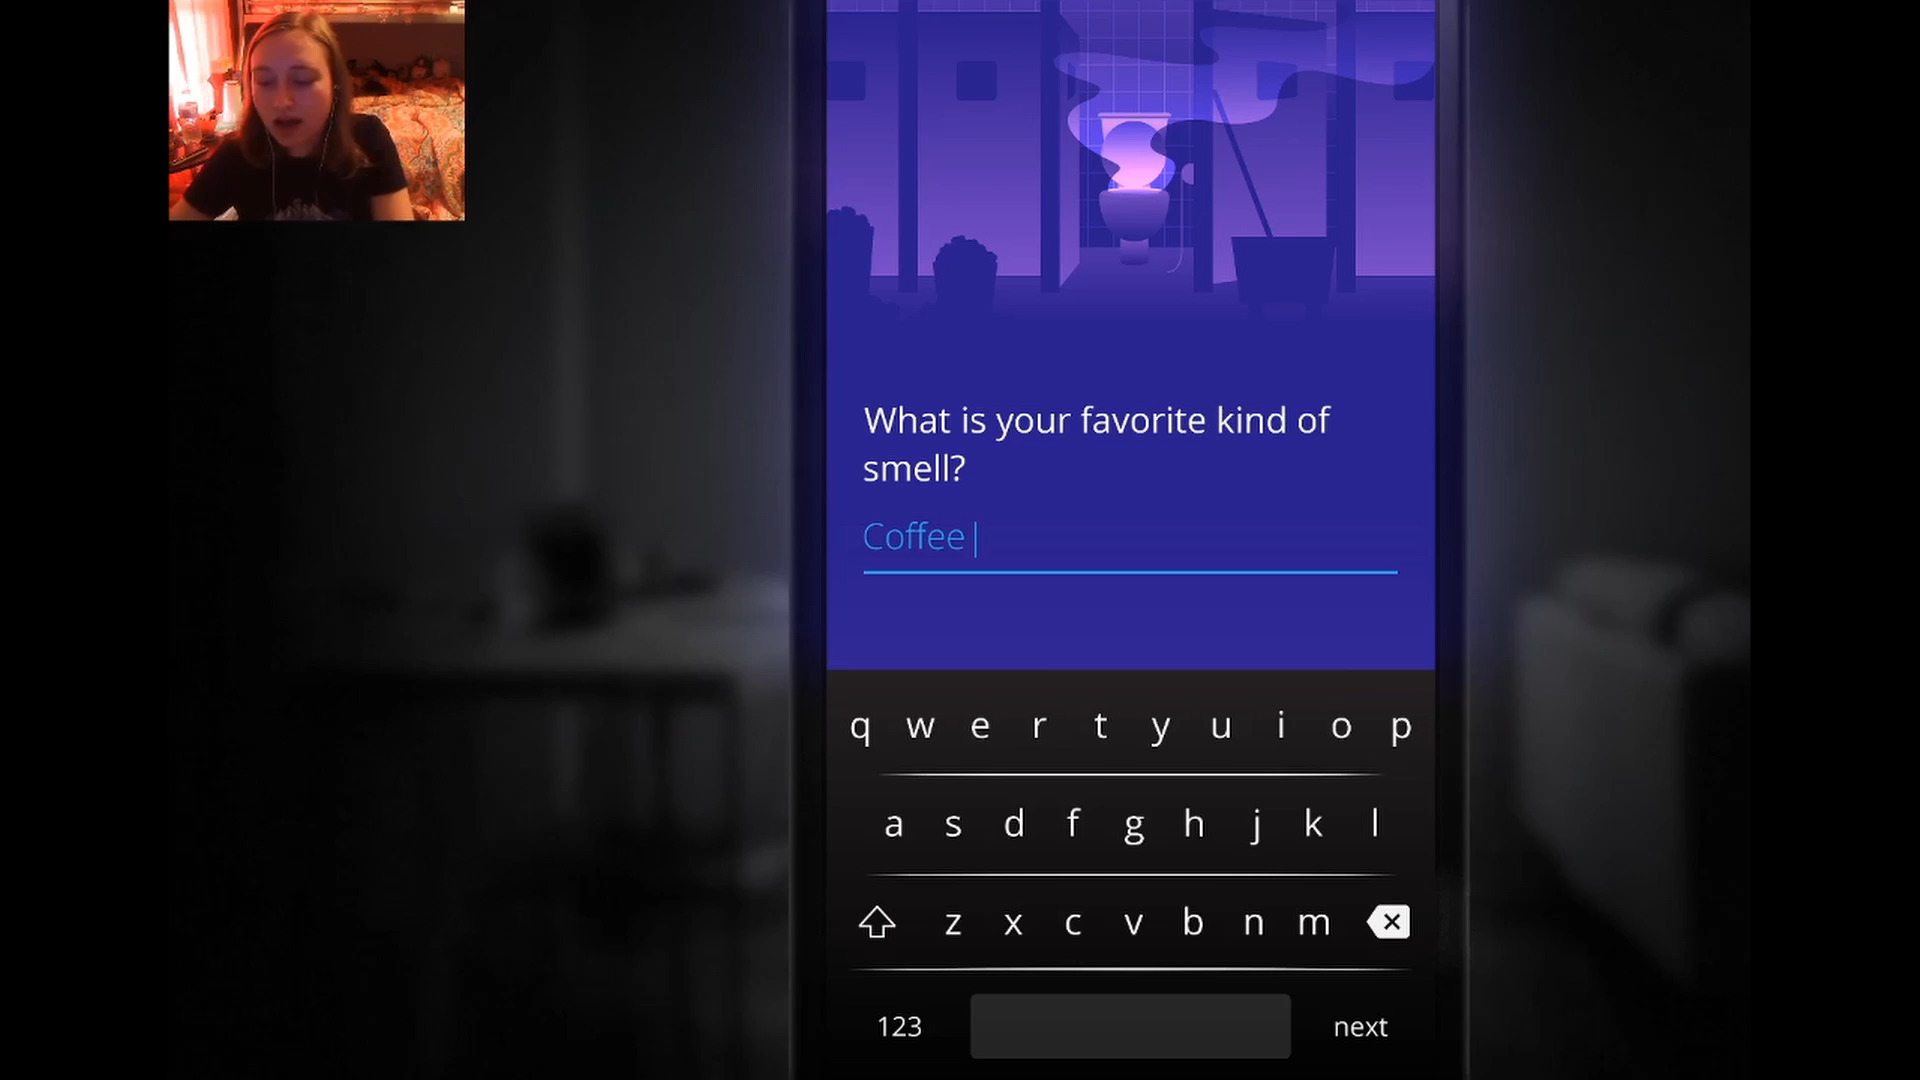 What is your favorite kind of
smell?
Coffee
q w e r t y u i o p
a s d f g h j k l
z x c v b n m
123 next